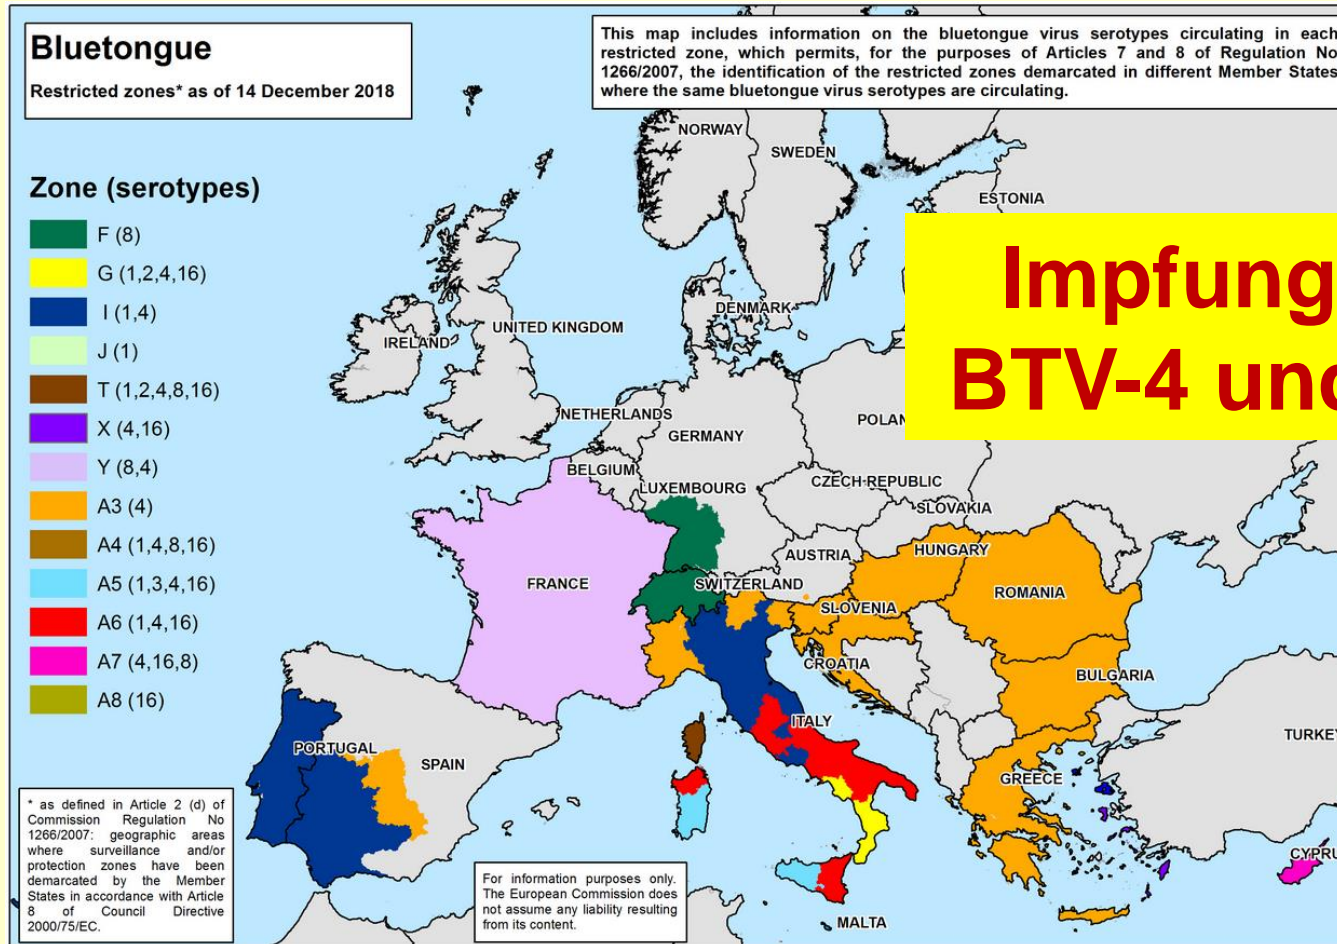 Bluetongue
Restricted zones* as of 14 December 2018
This map includes information on the bluetongue virus serotypes circulating in each
restricted zone, which permits, for the purposes of Articles 7 and 8 of Regulation No
1266/2007, the identification of the restricted zones demarcated in different Member States
where the same bluetongue virus serotypes are circulating.
Zone (serotypes)
F (8)
G (1,2,4,16)
I (1,4)
J (1)
T (1,2,4,8,16)
X (4,16)
Y (8,4)
A3 (4)
A4 (1,4,8,16)
A5 (1,3,4,16)
A6 (1,4,16)
A7 (4,16,8)
A8 (16)
NORWAY
SWEDEN
ESTONIA
Impfung
BTV-4 und
DENMARK
UNITED KINGDOM
IRELAND
NETHERLANDS
GERMANY
POLAN
BELGIUM
LUXEMBOURG
CZECH REPUBLIC
SLOVAKIA
AUSTRIA
HUNGARY
FRANCE
SWITZERLAND
SLOVENIA
ROMANIA
CROATIA
BULGARIA
ITALY
PORTUGAL
SPAIN
TURKEY
GREECE
CYPRU
MALTA
* as defined in Article 2 (d) of
Commission Regulation No
1266/2007: geographic areas
where surveillance and/or
protection zones have been
demarcated by the Member
States in accordance with Article
8 of Council Directive
2000/75/EC.
For information purposes only.
The European Commission does
not assume any liability resulting
from its content.